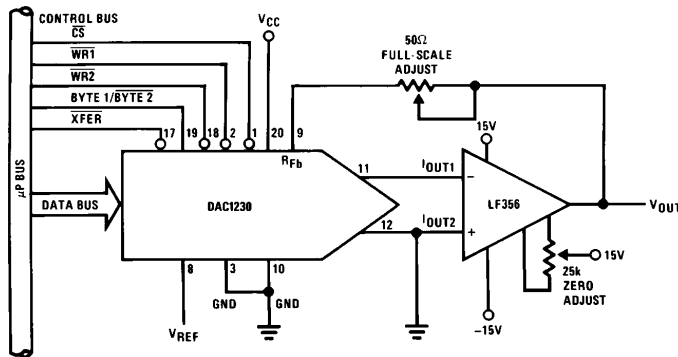 CONTROL BUS
CS
WR1
WR2
BYTE 1/BYTE 2
XFER
µP BUS
DATA BUS
17
19
18
2
1
20
9
VCC
RFb
50Ω
FULL-SCALE
ADJUST
DAC1230
11
IOUT1
12
IOUT2
8
3
10
VREF
GND
GND
15V
−
LF356
+
−15V
VOUT
15V
25k
ZERO
ADJUST